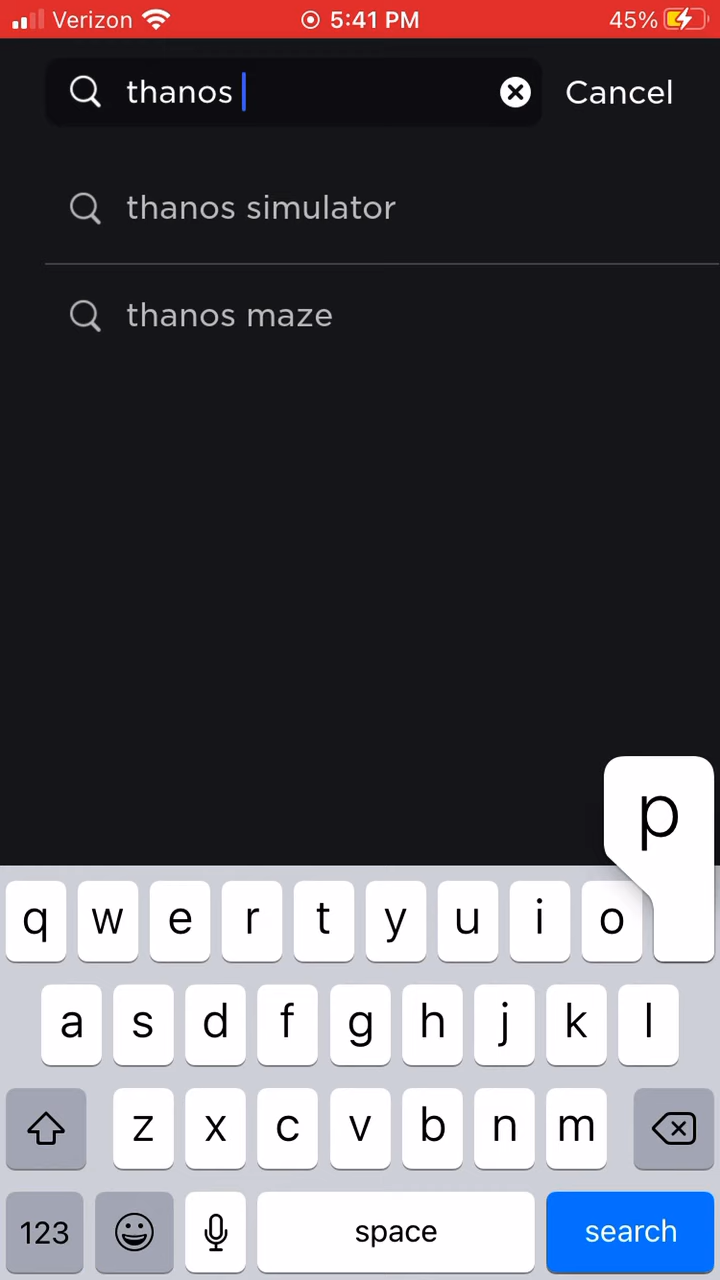 Verizon 5:41 PM 45%
thanos Cancel
thanos simulator
thanos maze
p
q w e r t y u i o
a s d f g h j k l
z x c v b n m
123 space search